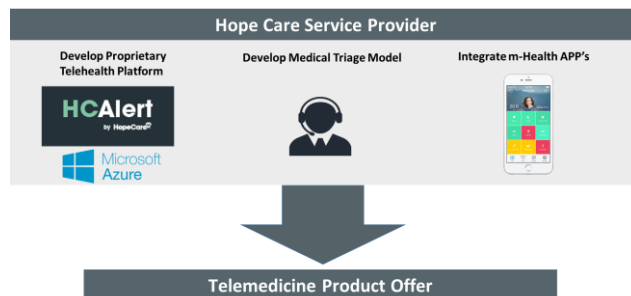 Hope Care Service Provider
Develop Proprietary
Telehealth Platform
Develop Medical Triage Model
Integrate m-Health APP's
HCAlert
by HopeCare
Microsoft
Azure
Telemedicine Product Offer